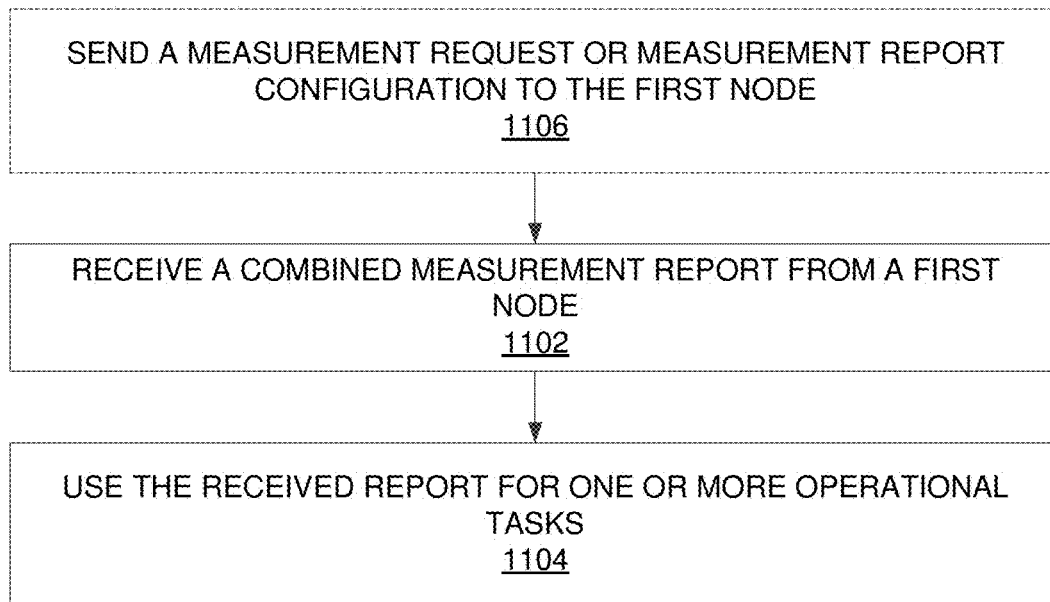 SEND A MEASUREMENT REQUEST OR MEASUREMENT REPORT
CONFIGURATION TO THE FIRST NODE
1106
RECEIVE A COMBINED MEASUREMENT REPORT FROM A FIRST
NODE
1102
USE THE RECEIVED REPORT FOR ONE OR MORE OPERATIONAL
TASKS
1104